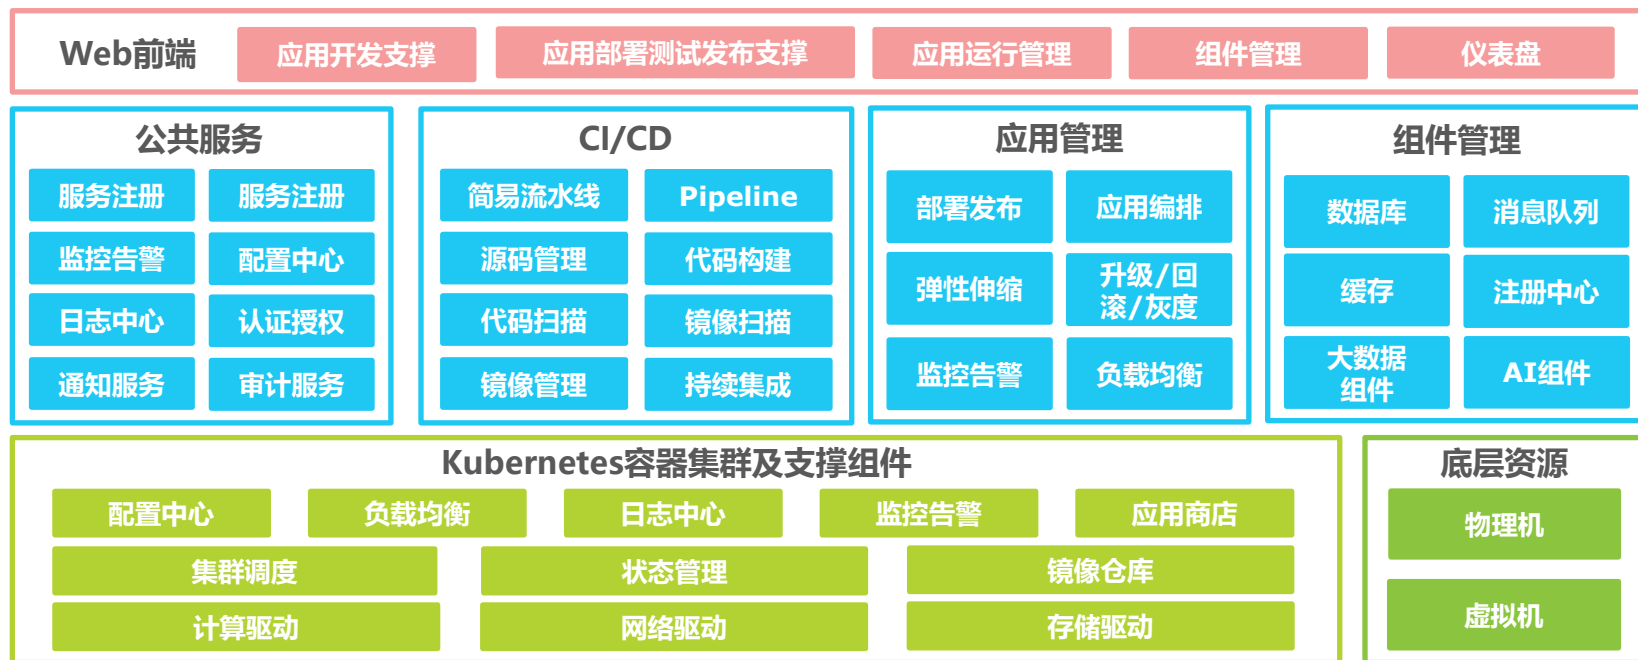 Web前端
应用开发支撑
应用部署测试发布支撑
应用运行管理
组件管理
仪表盘
公共服务
服务注册
服务注册
监控告警
配置中心
日志中心
认证授权
通知服务
审计服务
CI/CD
简易流水线
Pipeline
源码管理
代码构建
代码扫描
镜像扫描
镜像管理
持续集成
应用管理
部署发布
应用编排
弹性伸缩
升级/回
滚/灰度
监控告警
负载均衡
组件管理
数据库
消息队列
缓存
注册中心
大数据
组件
AI组件
Kubernetes容器集群及支撑组件
配置中心
负载均衡
日志中心
监控告警
应用商店
集群调度
状态管理
镜像仓库
计算驱动
网络驱动
存储驱动
底层资源
物理机
虚拟机